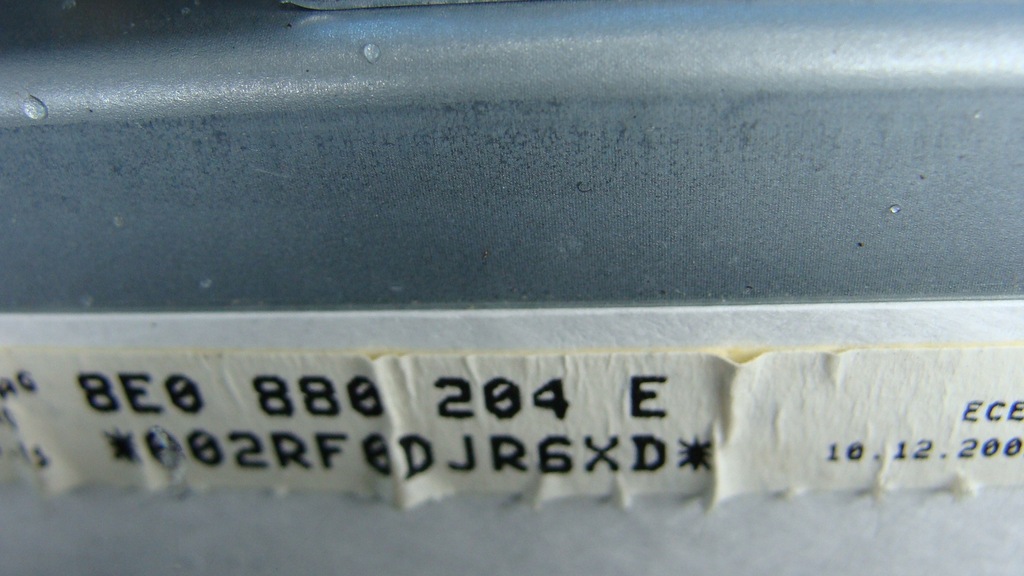 8E0 880 204 E
ECE
*002RF0DJR6XD*
10.12.200